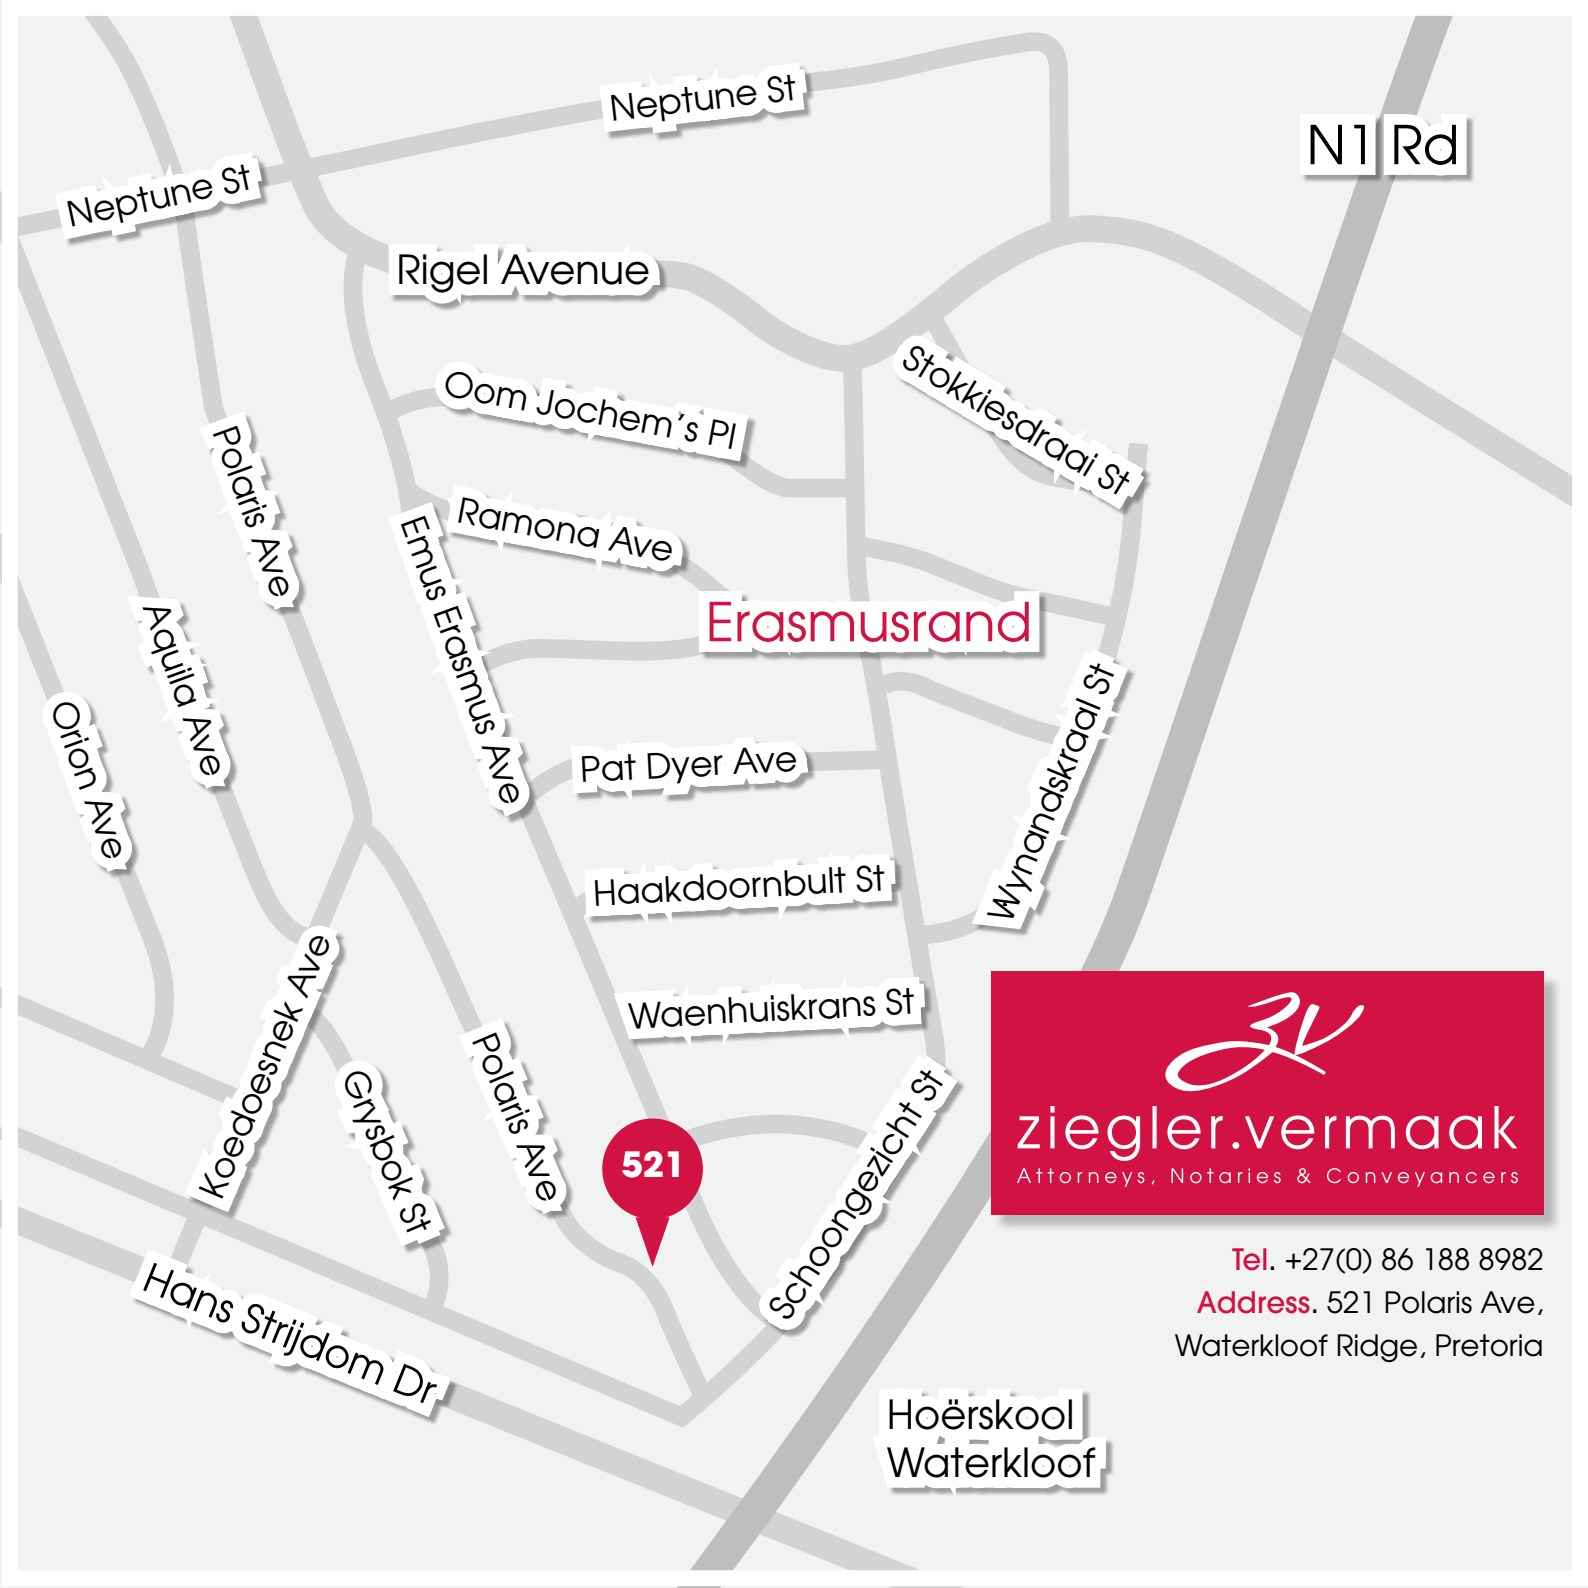 Neptune St
N1 Rd
Neptune St
Rigel Avenue
Stokkiesdraai St
Oom Jochem's Pl
Polaris Ave
Ramona Ave
Emus Erasmus Ave
Erasmusrand
Aquila Ave
Orion Ave
Wynandskraal St
Pat Dyer Ave
Haakdoornbult St
Waenhuiskrans St
Koedoesnek Ave
Polaris Ave
Grysbok St
Schoongezicht St
521
zv
ziegler.vermaak
Attorneys, Notaries & Conveyancers
Tel. +27(0) 86 188 8982
Address. 521 Polaris Ave,
Waterkloof Ridge, Pretoria
Hans Strijdom Dr
Hoërskool
Waterkloof